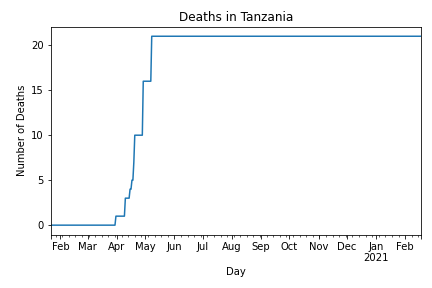 Deaths in Tanzania
Number of Deaths
20
15
10
5
0
Feb Mar Apr May Jun Jul Aug Sep Oct Nov Dec Jan Feb
2021
Day